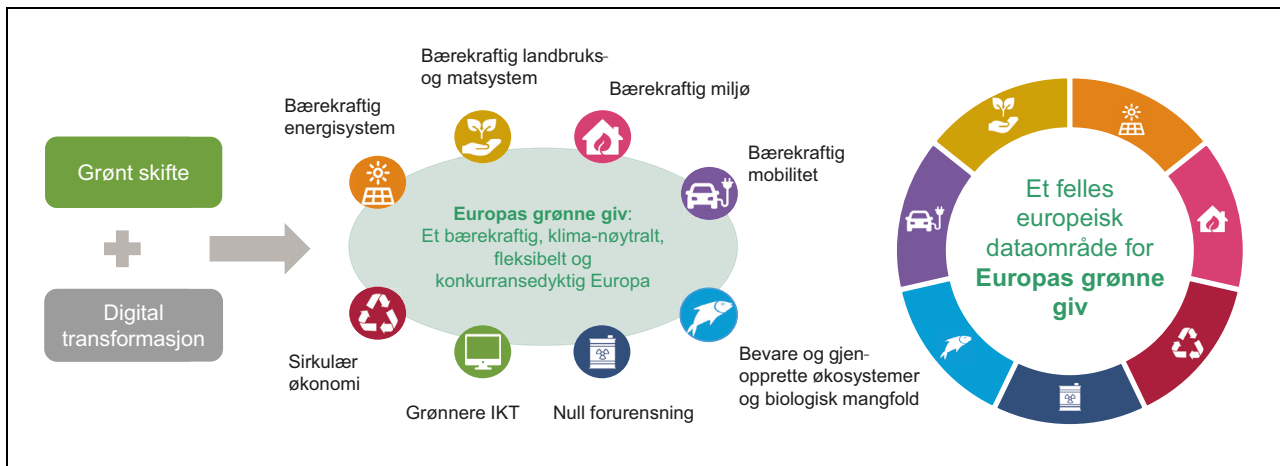 Grønt skifte
Digital
transformasjon
Bærekraftig
energisystem
Bærekraftig landbruks-
og matsystem
Bærekraftig miljø
Bærekraftig
mobilitet
Europas grønne giv:
Et bærekraftig, klima-nøytralt,
fleksibelt og
konkurransedyktig Europa
Sirkulær
økonomi
Grønnere IKT
Null forurensning
Bevare og gjen-
opprette økosystemer
og biologisk mangfold
Et felles
europeisk
dataområde for
Europas grønne
giv